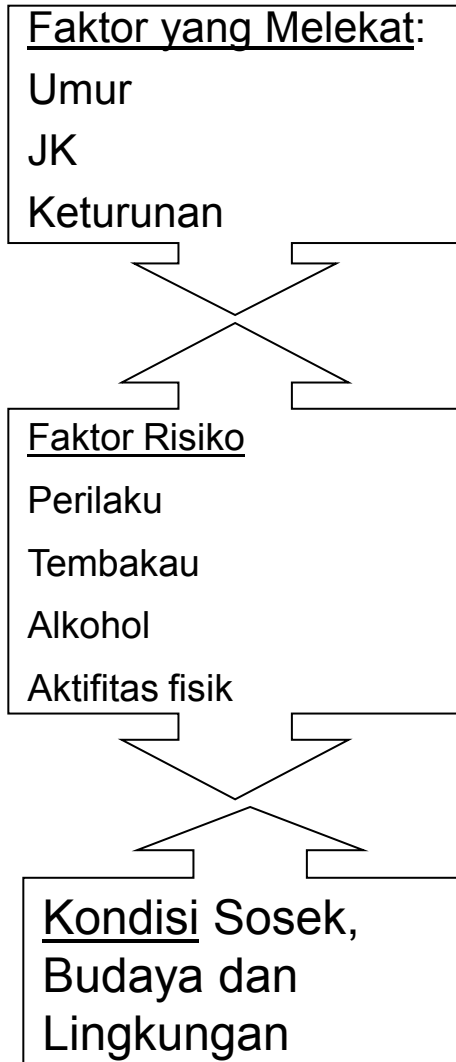 Faktor yang Melekat:
Umur
JK
Keturunan
Faktor Risiko
Perilaku
Tembakau
Alkohol
Aktifitas fisik
Kondisi Sosek,
Budaya dan
Lingkungan